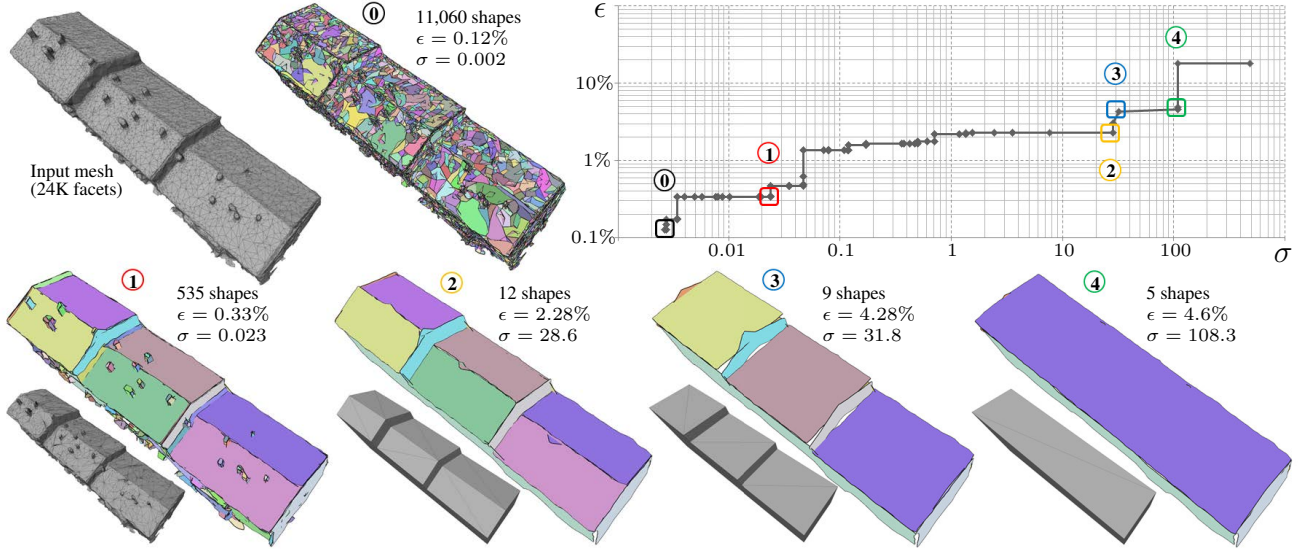 Input mesh
(24K facets)
0
11,060 shapes
ϵ = 0.12%
σ = 0.002
ϵ
10%
1%
0.1%
0.01
0.1
1
10
100
σ
0
1
2
3
4
1
535 shapes
ϵ = 0.33%
σ = 0.023
2
12 shapes
ϵ = 2.28%
σ = 28.6
3
9 shapes
ϵ = 4.28%
σ = 31.8
4
5 shapes
ϵ = 4.6%
σ = 108.3